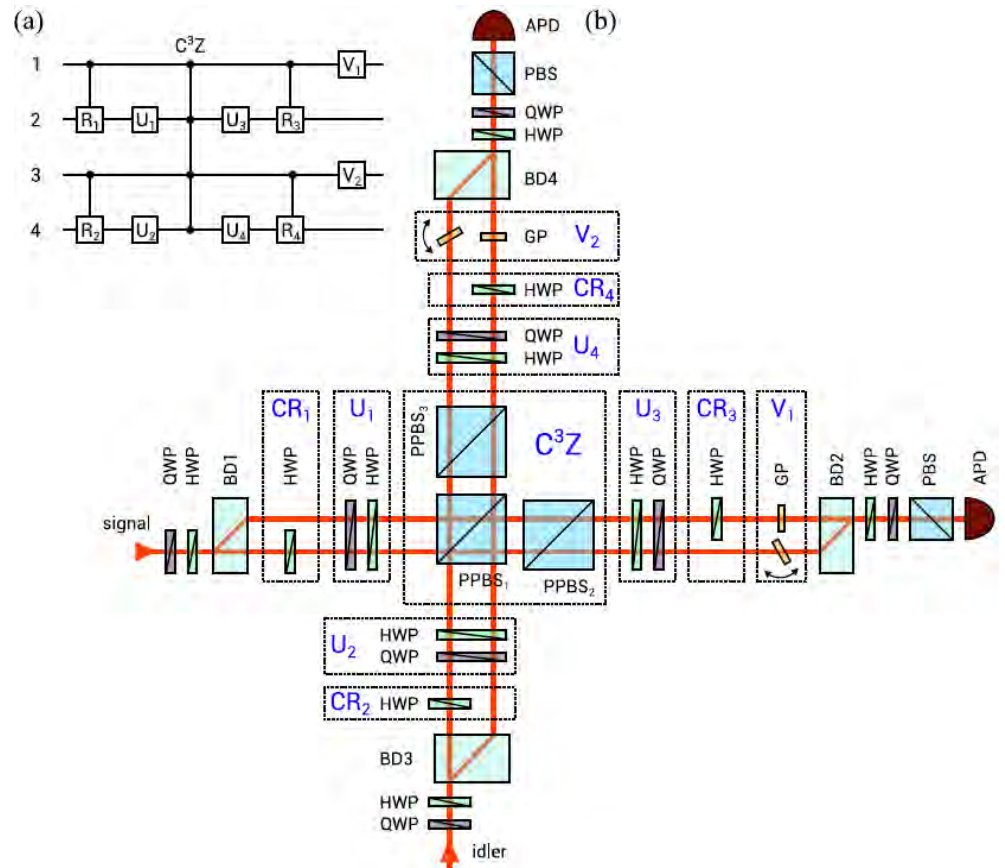 (a)
C³Z
1
V₁
2
R₁
U₁
U₃
R₃
3
V₂
4
R₂
U₂
U₄
R₄
(b)
APD
PBS
QWP
HWP
BD4
GP
V₂
HWP
CR₄
QWP
HWP
U₄
PPBS₃
C³Z
PPBS₁
PPBS₂
signal
QWP
HWP
BD1
CR₁
HWP
U₁
QWP
HWP
U₃
HWP
QWP
CR₃
HWP
V₁
GP
BD2
HWP
QWP
PBS
APD
U₂
HWP
QWP
CR₂
HWP
BD3
HWP
QWP
idler